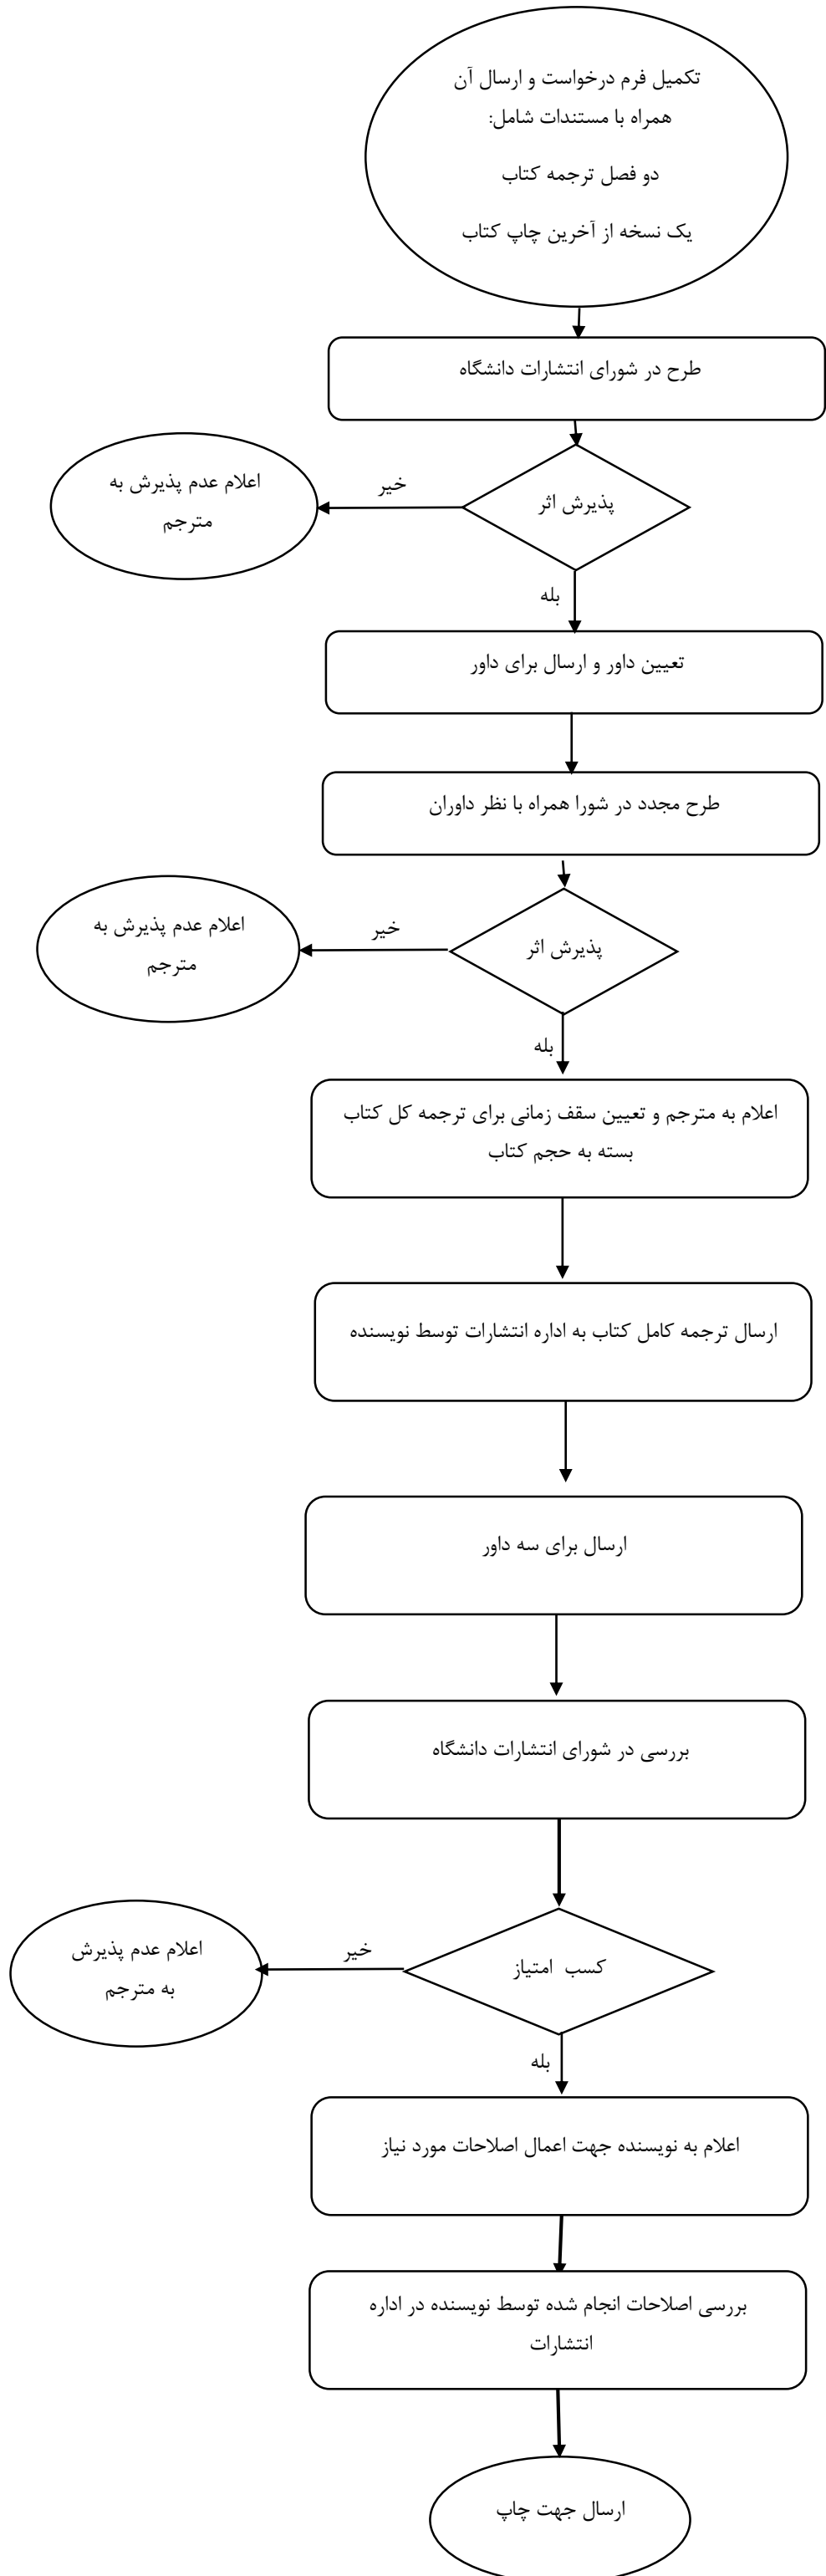 تکمیل فرم درخواست و ارسال آن
همراه با مستندات شامل:
دو فصل ترجمه کتاب
یک نسخه از آخرین چاپ کتاب
طرح در شورای انتشارات دانشگاه
پذیرش اثر
خیر
اعلام عدم پذیرش به
مترجم
بله
تعیین داور و ارسال برای داور
طرح مجدد در شورا همراه با نظر داوران
پذیرش اثر
خیر
اعلام عدم پذیرش به
مترجم
بله
اعلام به مترجم و تعیین سقف زمانی برای ترجمه کل کتاب
بسته به حجم کتاب
ارسال ترجمه کامل کتاب به اداره انتشارات توسط نویسنده
ارسال برای سه داور
بررسی در شورای انتشارات دانشگاه
کسب امتیاز
خیر
اعلام عدم پذیرش
به مترجم
بله
اعلام به نویسنده جهت اعمال اصلاحات مورد نیاز
بررسی اصلاحات انجام شده توسط نویسنده در اداره
انتشارات
ارسال جهت چاپ